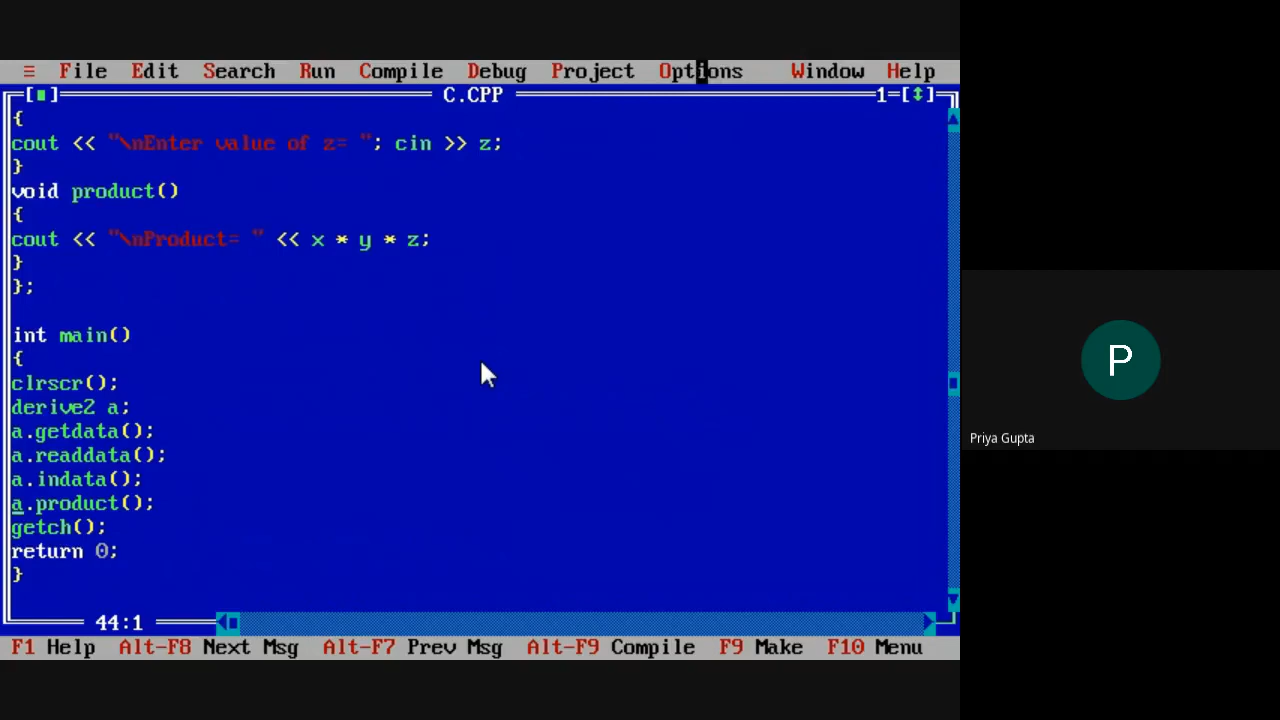 ≡ File Edit Search Run Compile Debug Project Options Window Help
[■] C.CPP 1=[↕]
{
cout << "\nEnter value of z= "; cin >> z;
}
void product()
{
cout << "\nProduct= " << x * y * z;
}
};
int main()
{
clrscr();
derive2 a;
a.getdata();
a.readdata();
a.indata();
a.product();
getch();
return 0;
}
44:1
F1 Help Alt-F8 Next Msg Alt-F7 Prev Msg Alt-F9 Compile F9 Make F10 Menu
P
Priya Gupta